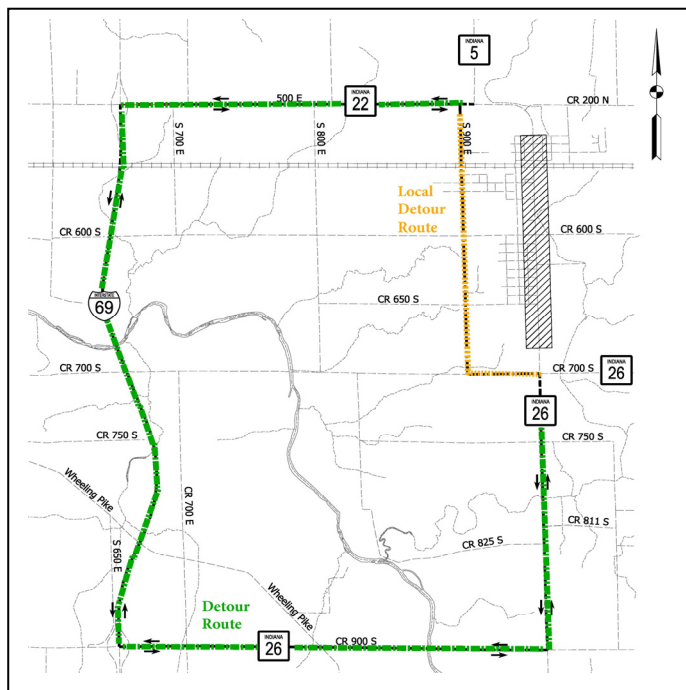 INDIANA
5
500 E
INDIANA
22
CR 200 N
S 700 E
S 800 E
S 900 E
Local
Detour
Route
CR 600 S
CR 600 S
INTERSTATE
69
CR 650 S
CR 700 S
CR 700 S
INDIANA
26
INDIANA
26
CR 750 S
CR 750 S
Wheeling Pike
CR 700 E
CR 811 S
S 650 E
CR 825 S
Wheeling Pike
Detour
Route
INDIANA
26
CR 900 S